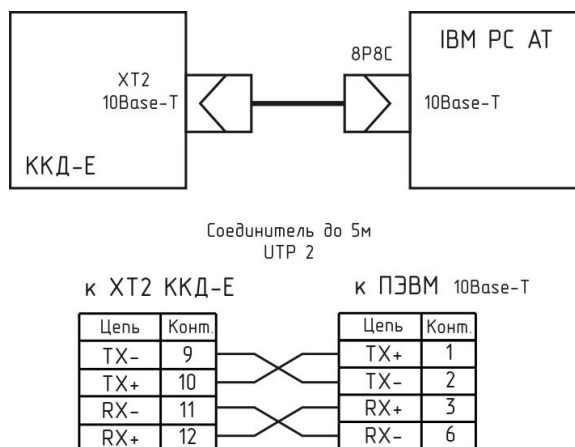 IBM PC AT
8P8C
XT2
10Base-T
10Base-T
ККД-Е
Соединитель до 5м
UTP 2
к XT2 ККД-Е
к ПЭВМ 10Base-T
Цепь Конт.
Цепь Конт.
TX- 9
TX+ 1
TX+ 10
TX- 2
RX- 11
RX+ 3
RX+ 12
RX- 6